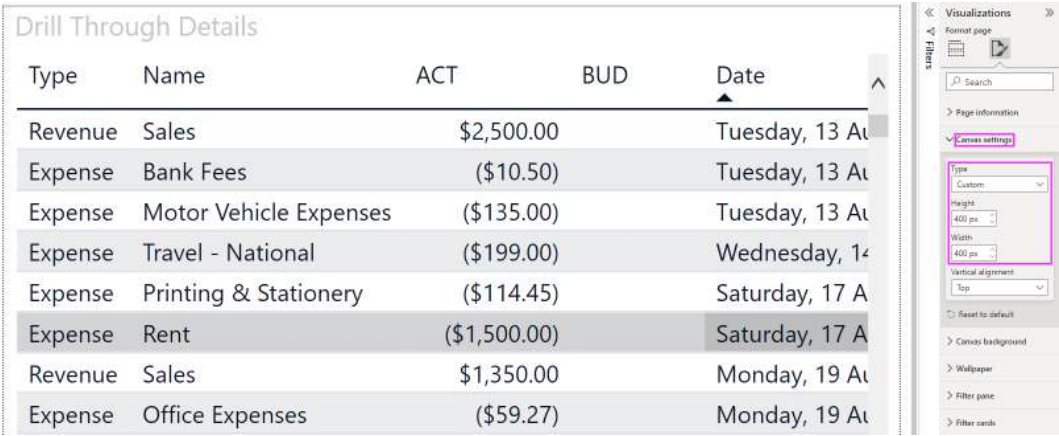 Drill Through Details
Type Name ACT BUD Date
Revenue Sales $2,500.00 Tuesday, 13 Au
Expense Bank Fees ($10.50) Tuesday, 13 Au
Expense Motor Vehicle Expenses ($135.00) Tuesday, 13 Au
Expense Travel - National ($199.00) Wednesday, 14
Expense Printing & Stationery ($114.45) Saturday, 17 A
Expense Rent ($1,500.00) Saturday, 17 A
Revenue Sales $1,350.00 Monday, 19 Au
Expense Office Expenses ($59.27) Monday, 19 Au
Filters
Visualizations
Format page
Search
Page information
Canvas settings
Type
Custom
Height
400 px
Width
400 px
Vertical alignment
Top
Reset to default
Canvas background
Wallpaper
Filter pane
Filter cards